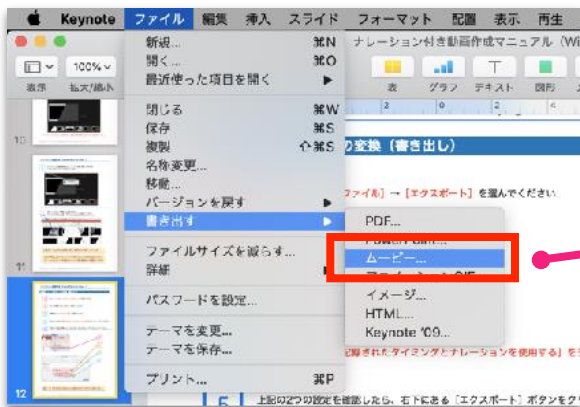 Keynote ファイル 編集 挿入 スライド フォーマット 配置 表示 再生
新規... ⌘N
ナレーション付き動画作成マニュアル
開く... ⌘O
100%
最近使った項目を開く ▶
表示 拡大/縮小
表 グラフ テキスト 図形
閉じる ⌘W
保存 ⌘S
複製 ⇧⌘S
の変換（書き出し）
10
名称変更...
移動...
ファイル］→［エクスポート］を選んでください
バージョンを戻す ▶
書き出す ▶
PDF...
PowerPoint...
ファイルサイズを減らす...
ムービー...
詳細
11
イメージ...
パスワードを設定...
HTML...
Keynote '09...
テーマを変更...
テーマを保存...
記録されたタイミングとナレーションを使用する］を
プリント... ⌘P
12
5 上記の2つの設定を確認したら、右下にある［エクスポート］ボタンをク